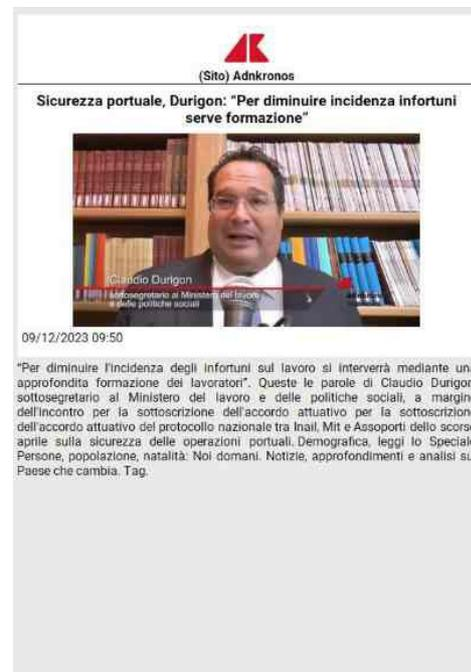 (Sito) Adnkronos
Sicurezza portuale, Durigon: “Per diminuire incidenza infortuni
serve formazione”
Claudio Durigon
sottosegretario al Ministero del lavoro
e delle politiche sociali
09/12/2023 09:50
“Per diminuire l’incidenza degli infortuni sul lavoro si interverrà mediante una
approfondita formazione dei lavoratori”. Queste le parole di Claudio Durigon
sottosegretario al Ministero del lavoro e delle politiche sociali, a margine
dell’incontro per la sottoscrizione dell’accordo attuativo per la sottoscrizione
dell’accordo attuativo del protocollo nazionale tra Inail, Mit e Assoporti dello scorso
aprile sulla sicurezza delle operazioni portuali. Demografica, leggi lo Speciale
Persone, popolazione, natalità: Noi domani. Notizie, approfondimenti e analisi su
Paese che cambia. Tag.